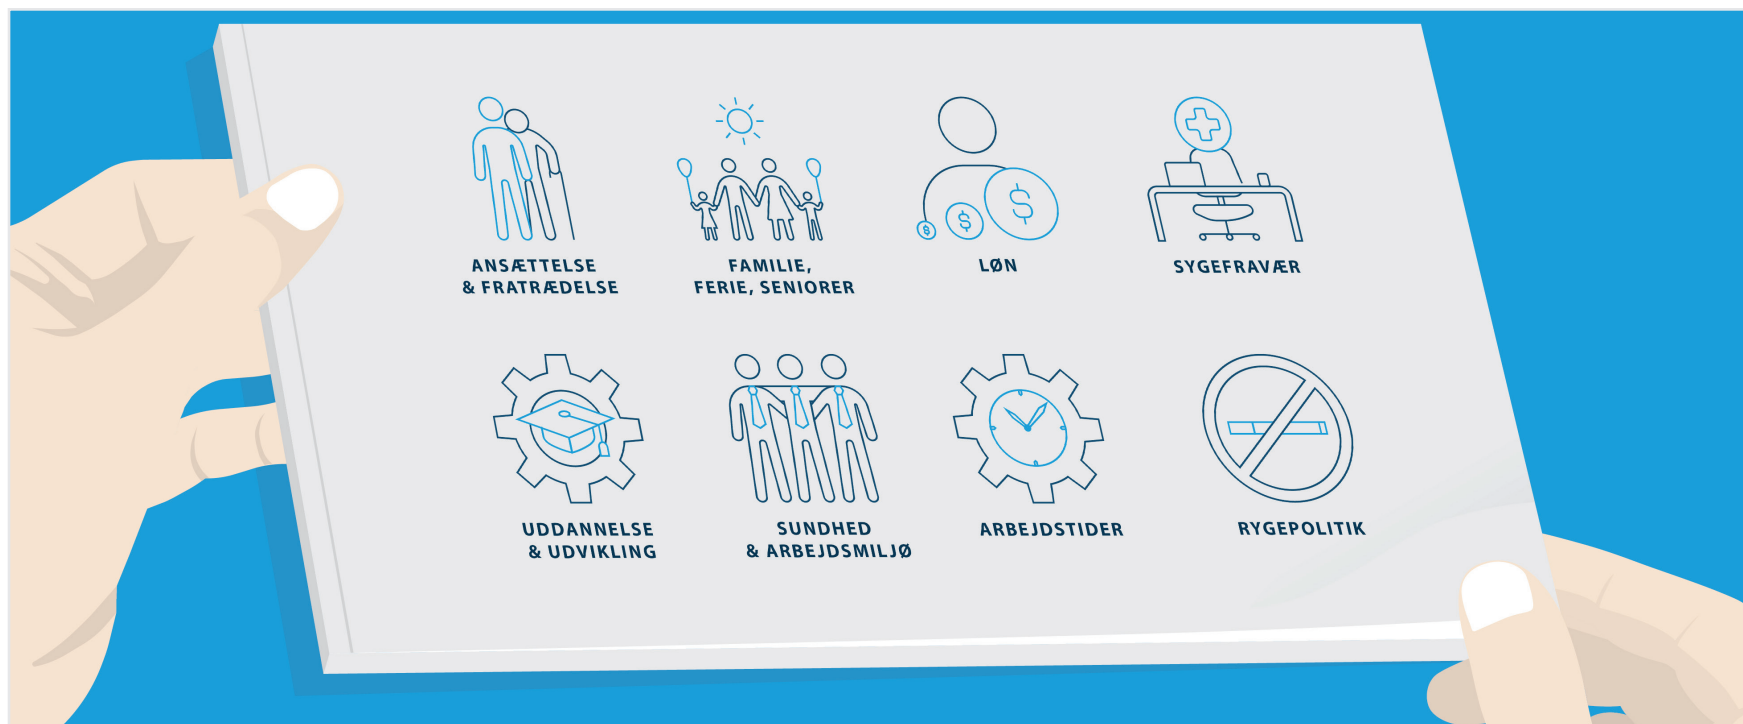 ANSÆTTELSE
& FRATRÆDELSE
FAMILIE,
FERIE, SENIORER
LØN
SYGEFRAVÆR
UDDANNELSE
& UDVIKLING
SUNDHED
& ARBEJDSMILJØ
ARBEJDSTIDER
RYGEPOLITIK